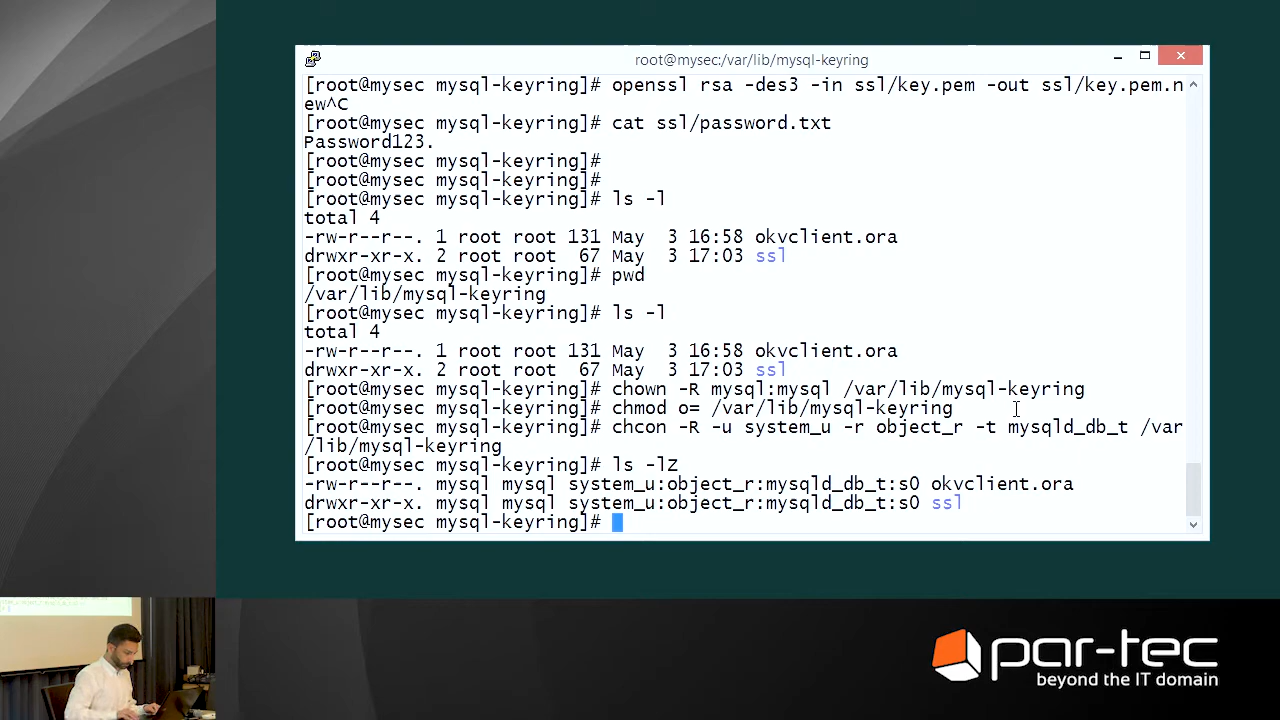 root@mysec:/var/lib/mysql-keyring
[root@mysec mysql-keyring]# openssl rsa -des3 -in ssl/key.pem -out ssl/key.pem.n
ew^C
[root@mysec mysql-keyring]# cat ssl/password.txt
Password123.
[root@mysec mysql-keyring]#
[root@mysec mysql-keyring]#
[root@mysec mysql-keyring]# ls -l
total 4
-rw-r--r--. 1 root root 131 May  3 16:58 okvclient.ora
drwxr-xr-x. 2 root root  67 May  3 17:03 ssl
[root@mysec mysql-keyring]# pwd
/var/lib/mysql-keyring
[root@mysec mysql-keyring]# ls -l
total 4
-rw-r--r--. 1 root root 131 May  3 16:58 okvclient.ora
drwxr-xr-x. 2 root root  67 May  3 17:03 ssl
[root@mysec mysql-keyring]# chown -R mysql:mysql /var/lib/mysql-keyring
[root@mysec mysql-keyring]# chmod o= /var/lib/mysql-keyring
[root@mysec mysql-keyring]# chcon -R -u system_u -r object_r -t mysqld_db_t /var
/lib/mysql-keyring
[root@mysec mysql-keyring]# ls -lZ
-rw-r--r--. mysql mysql system_u:object_r:mysqld_db_t:s0 okvclient.ora
drwxr-xr-x. mysql mysql system_u:object_r:mysqld_db_t:s0 ssl
[root@mysec mysql-keyring]#
par-tec
beyond the IT domain